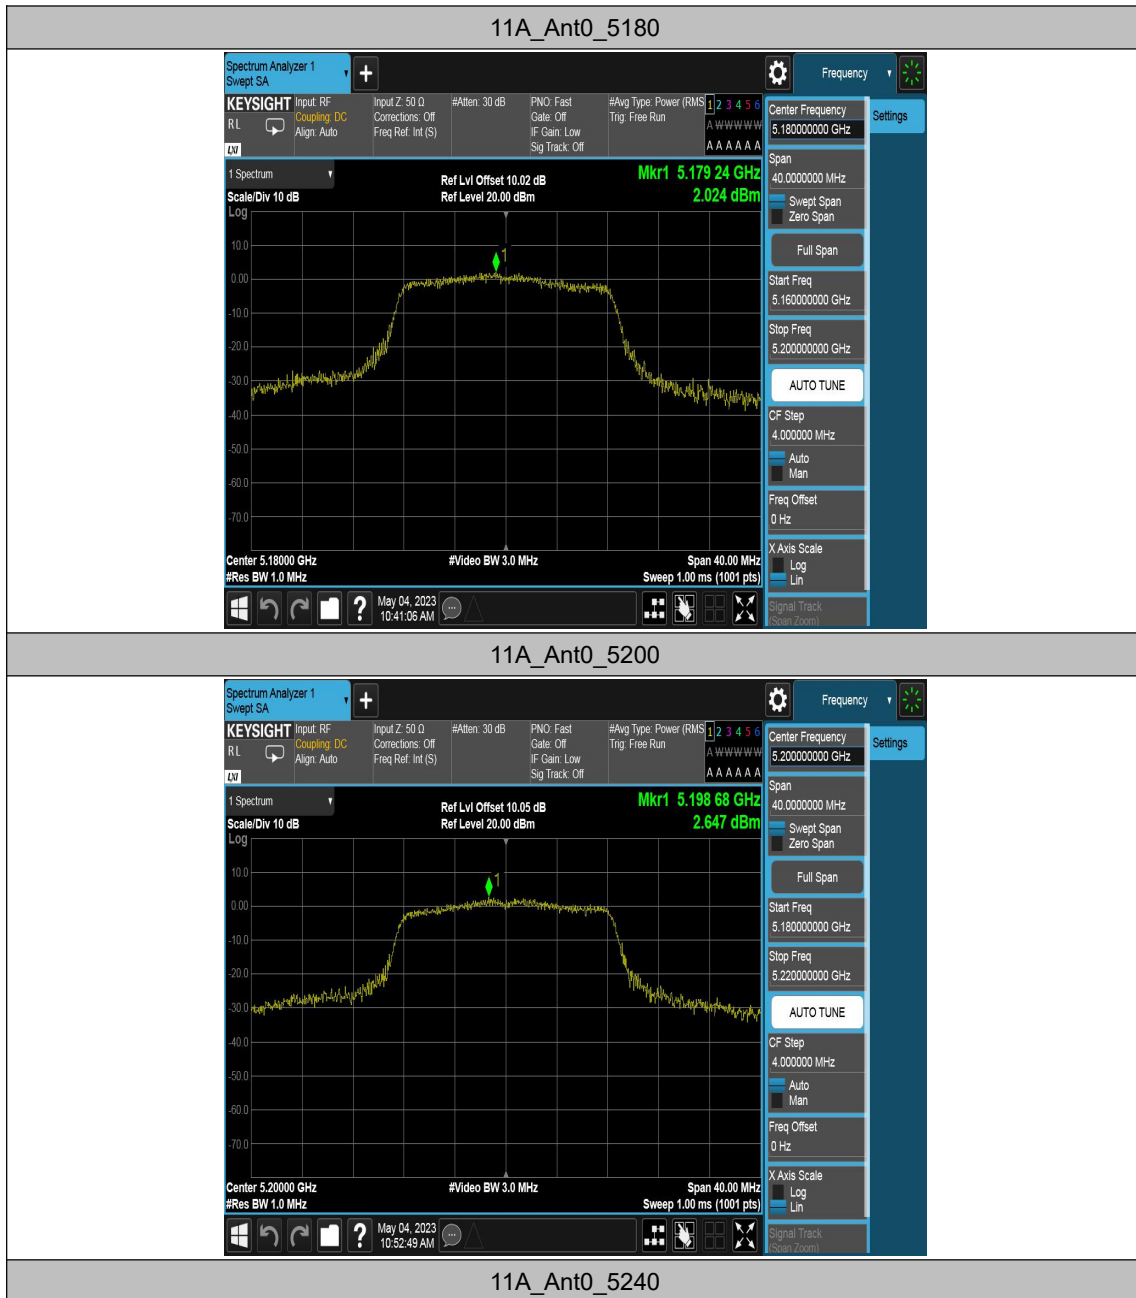 11A_Ant0_5180
Spectrum Analyzer 1
Swept SA
Frequency
KEYSIGHT
RL
LXI
Input: RF
Coupling: DC
Align: Auto
Input Z: 50 Ω
Corrections: Off
Freq Ref: Int (S)
#Atten: 30 dB
PNO: Fast
Gate: Off
IF Gain: Low
Sig Track: Off
#Avg Type: Power (RMS
Trig: Free Run
1 2 3 4 5 6
A W W W W W
A A A A A A
1 Spectrum
Scale/Div 10 dB
Log
Ref Lvl Offset 10.02 dB
Ref Level 20.00 dBm
Mkr1 5.179 24 GHz
2.024 dBm
1
10.0
0.00
-10.0
-20.0
-30.0
-40.0
-50.0
-60.0
-70.0
Center 5.18000 GHz
#Res BW 1.0 MHz
#Video BW 3.0 MHz
Span 40.00 MHz
Sweep 1.00 ms (1001 pts)
May 04, 2023
10:41:06 AM
Center Frequency
5.18000000 GHz
Settings
Span
40.0000000 MHz
Swept Span
Zero Span
Full Span
Start Freq
5.160000000 GHz
Stop Freq
5.200000000 GHz
AUTO TUNE
CF Step
4.000000 MHz
Auto
Man
Freq Offset
0 Hz
X Axis Scale
Log
Lin
Signal Track
(Span Zoom)
11A_Ant0_5200
Spectrum Analyzer 1
Swept SA
Frequency
KEYSIGHT
RL
LXI
Input: RF
Coupling: DC
Align: Auto
Input Z: 50 Ω
Corrections: Off
Freq Ref: Int (S)
#Atten: 30 dB
PNO: Fast
Gate: Off
IF Gain: Low
Sig Track: Off
#Avg Type: Power (RMS
Trig: Free Run
1 2 3 4 5 6
A W W W W W
A A A A A A
1 Spectrum
Scale/Div 10 dB
Log
Ref Lvl Offset 10.05 dB
Ref Level 20.00 dBm
Mkr1 5.198 68 GHz
2.647 dBm
1
10.0
0.00
-10.0
-20.0
-30.0
-40.0
-50.0
-60.0
-70.0
Center 5.20000 GHz
#Res BW 1.0 MHz
#Video BW 3.0 MHz
Span 40.00 MHz
Sweep 1.00 ms (1001 pts)
May 04, 2023
10:52:49 AM
Center Frequency
5.200000000 GHz
Settings
Span
40.0000000 MHz
Swept Span
Zero Span
Full Span
Start Freq
5.180000000 GHz
Stop Freq
5.220000000 GHz
AUTO TUNE
CF Step
4.000000 MHz
Auto
Man
Freq Offset
0 Hz
X Axis Scale
Log
Lin
Signal Track
(Span Zoom)
11A_Ant0_5240